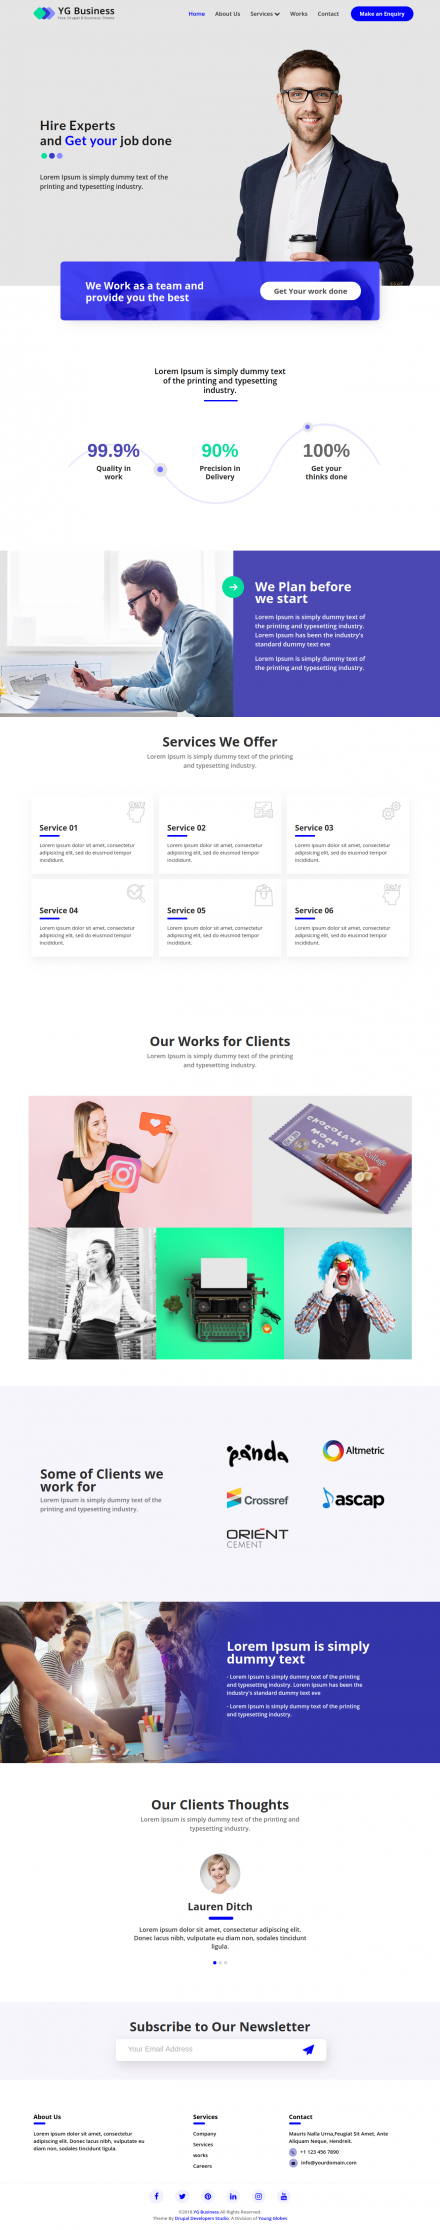 YG Business
Free Drupal 8 Business Theme
Home About Us Services Works Contact Make an Enquiry
Hire Experts
and Get your job done
Lorem Ipsum is simply dummy text of the
printing and typesetting industry.
We Work as a team and
provide you the best
Get Your work done
Lorem Ipsum is simply dummy text
of the printing and typesetting
industry.
99.9%
Quality in
work
90%
Precision in
Delivery
100%
Get your
thinks done
We Plan before
we start
Lorem Ipsum is simply dummy text of
the printing and typesetting industry.
Lorem Ipsum has been the industry's
standard dummy text eve
Lorem Ipsum is simply dummy text of
the printing and typesetting industry.
Services We Offer
Lorem Ipsum is simply dummy text of the printing
and typesetting industry.
Service 01
Lorem ipsum dolor sit amet, consectetur
adipisicing elit, sed do eiusmod tempor
incididunt.
Service 02
Lorem ipsum dolor sit amet, consectetur
adipisicing elit, sed do eiusmod tempor
incididunt.
Service 03
Lorem ipsum dolor sit amet, consectetur
adipisicing elit, sed do eiusmod tempor
incididunt.
Service 04
Lorem ipsum dolor sit amet, consectetur
adipisicing elit, sed do eiusmod tempor
incididunt.
Service 05
Lorem ipsum dolor sit amet, consectetur
adipisicing elit, sed do eiusmod tempor
incididunt.
Service 06
Lorem ipsum dolor sit amet, consectetur
adipisicing elit, sed do eiusmod tempor
incididunt.
Our Works for Clients
Lorem Ipsum is simply dummy text of the printing
and typesetting industry.
CHOCOLATE
MOCK
UP
Collage
Some of Clients we
work for
Lorem Ipsum is simply dummy text of the
printing and typesetting industry.
panda
Altmetric
Crossref
ascap
ORIENT
CEMENT
Lorem Ipsum is simply
dummy text
- Lorem Ipsum is simply dummy text of the printing
and typesetting industry. Lorem Ipsum has been the
industry's standard dummy text eve
- Lorem Ipsum is simply dummy text of the printing
and typesetting industry.
Our Clients Thoughts
Lorem Ipsum is simply dummy text of the printing and
typesetting industry.
Lauren Ditch
Lorem ipsum dolor sit amet, consectetur adipiscing elit.
Donec lacus nibh, vulputate eu diam non, sodales tincidunt
ligula.
Subscribe to Our Newsletter
Your Email Address
About Us
Lorem ipsum dolor sit amet, consectetur
adipiscing elit. Donec lacus nibh, vulputate eu
diam non, sodales tincidunt ligula.
Services
Company
Services
works
Careers
Contact
Mauris Nalla Urna,Feugiat Sit Amet, Ante
Aliquam Neque, Hendreit.
+1 123 456 7890
info@yourdomain.com
©2018 YG Business All Rights Reserved.
Theme By Drupal Developers Studio, A Division of Young Globes